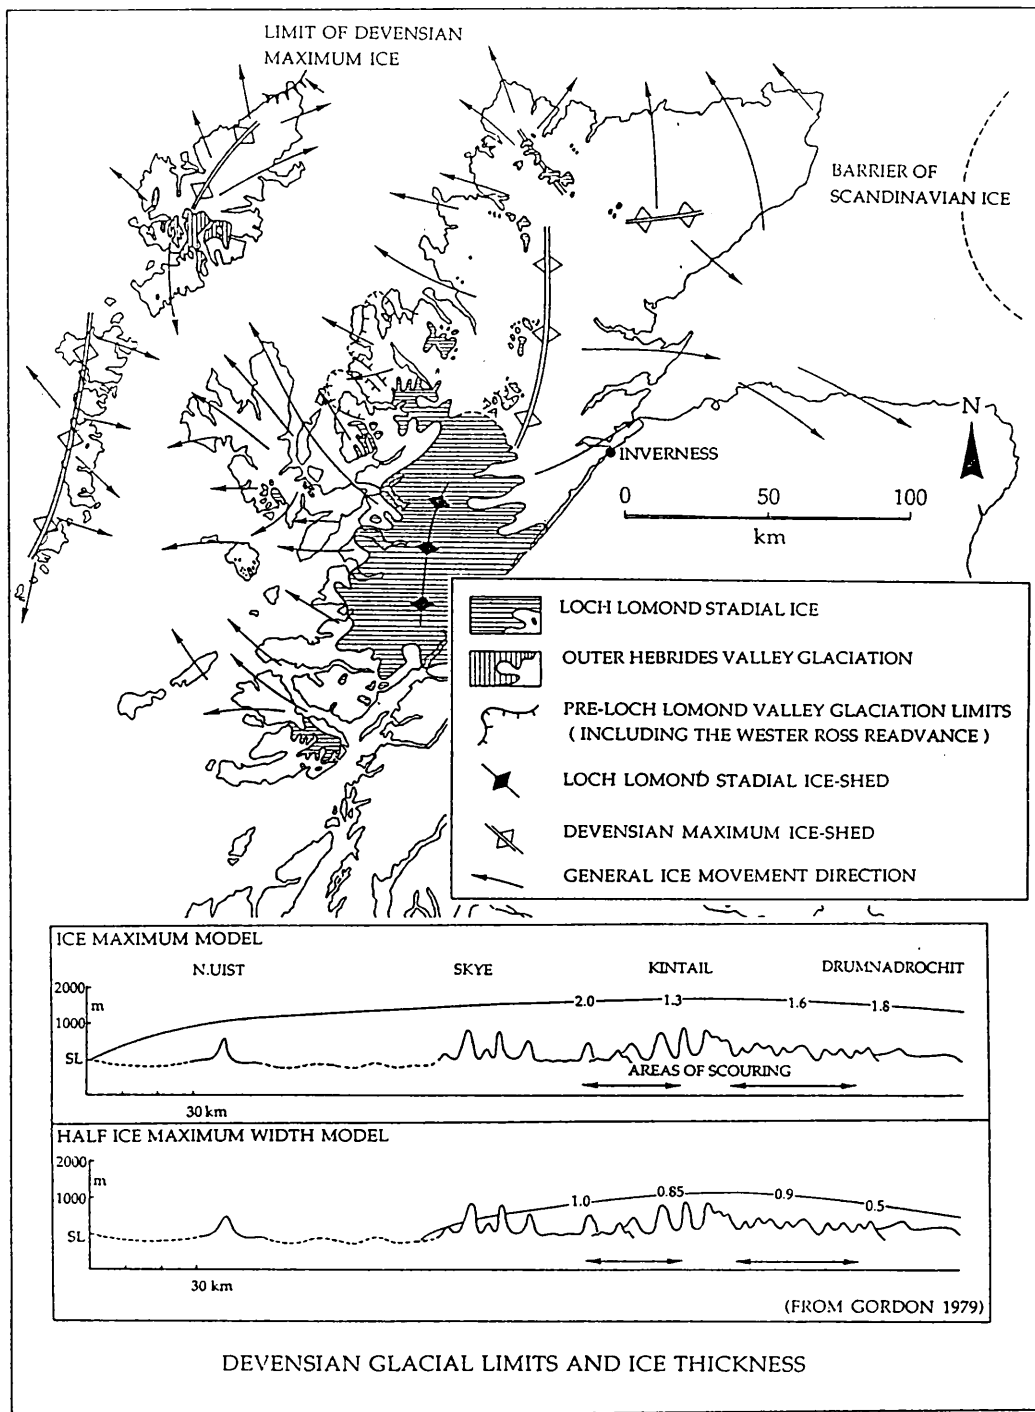 LIMIT OF DEVENSIAN
MAXIMUM ICE
BARRIER OF
SCANDINAVIAN ICE
N
INVERNESS
0 50 100
km
LOCH LOMOND STADIAL ICE
OUTER HEBRIDES VALLEY GLACIATION
PRE-LOCH LOMOND VALLEY GLACIATION LIMITS
( INCLUDING THE WESTER ROSS READVANCE )
LOCH LOMOND STADIAL ICE-SHED
DEVENSIAN MAXIMUM ICE-SHED
GENERAL ICE MOVEMENT DIRECTION
ICE MAXIMUM MODEL
N.UIST SKYE KINTAIL DRUMNADROCHIT
2000
m
1000
SL
2.0 1.3 1.6 1.8
AREAS OF SCOURING
30 km
HALF ICE MAXIMUM WIDTH MODEL
2000
m
1000
SL
1.0 0.85 0.9 0.5
30 km
(FROM GORDON 1979)
DEVENSIAN GLACIAL LIMITS AND ICE THICKNESS